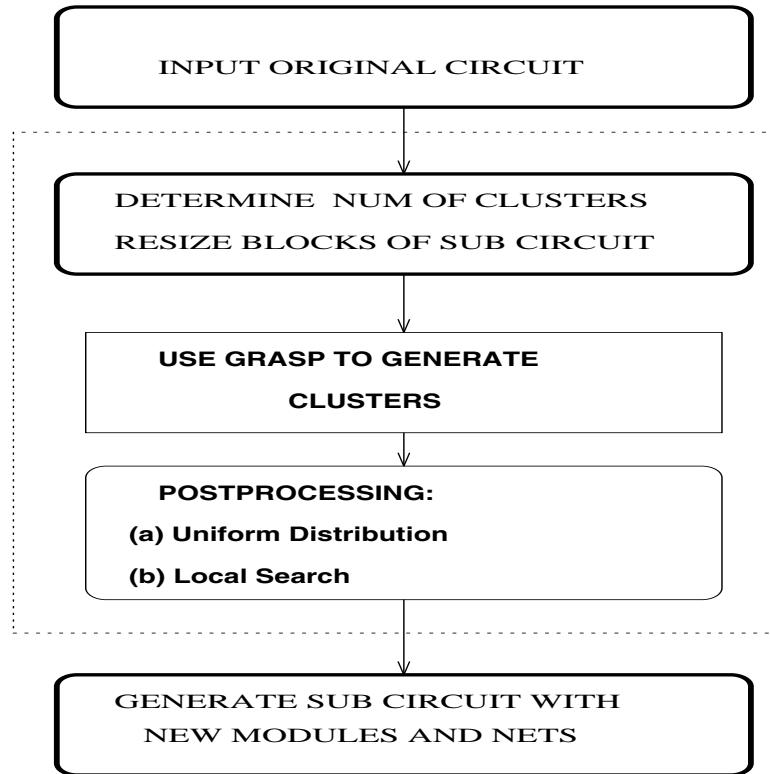 INPUT ORIGINAL CIRCUIT
DETERMINE NUM OF CLUSTERS
RESIZE BLOCKS OF SUB CIRCUIT
USE GRASP TO GENERATE
CLUSTERS
POSTPROCESSING:
(a) Uniform Distribution
(b) Local Search
GENERATE SUB CIRCUIT WITH
NEW MODULES AND NETS